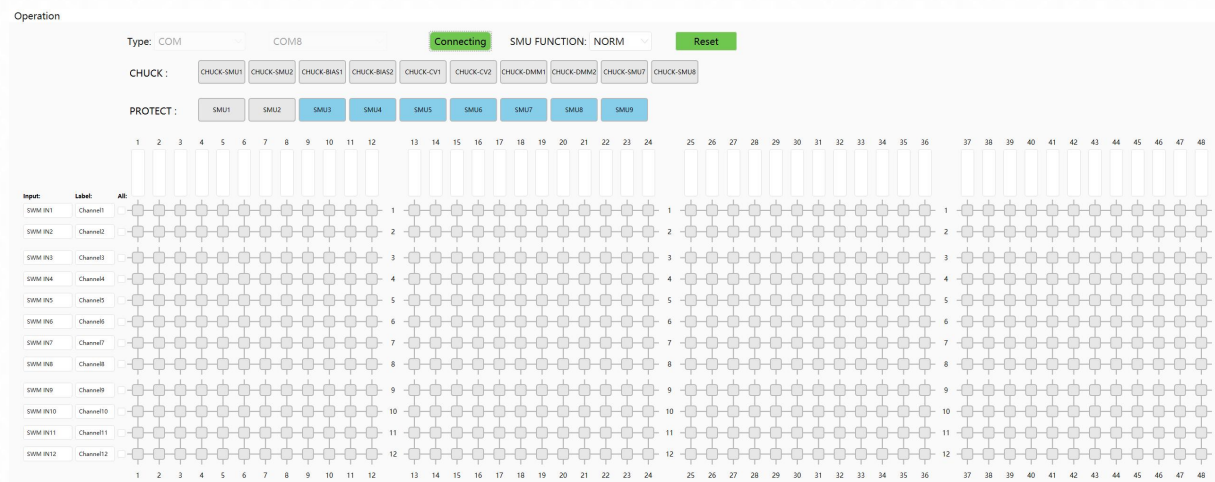 Operation
Type: COM COM8 Connecting SMU FUNCTION: NORM Reset
CHUCK : CHUCK-SMU1 CHUCK-SMU2 CHUCK-BIAS1 CHUCK-BIAS2 CHUCK-CV1 CHUCK-CV2 CHUCK-DMM1 CHUCK-DMM2 CHUCK-SMU7 CHUCK-SMU8
PROTECT : SMU1 SMU2 SMU3 SMU4 SMU5 SMU6 SMU7 SMU8 SMU9
1 2 3 4 5 6 7 8 9 10 11 12 13 14 15 16 17 18 19 20 21 22 23 24 25 26 27 28 29 30 31 32 33 34 35 36 37 38 39 40 41 42 43 44 45 46 47 48
Input: Label: All:
SWM IN1 Channel1 1 1 1
SWM IN2 Channel2 2 2 2
SWM IN3 Channel3 3 3 3
SWM IN4 Channel4 4 4 4
SWM IN5 Channel5 5 5 5
SWM IN6 Channel6 6 6 6
SWM IN7 Channel7 7 7 7
SWM IN8 Channel8 8 8 8
SWM IN9 Channel9 9 9 9
SWM IN10 Channel10 10 10 10
SWM IN11 Channel11 11 11 11
SWM IN12 Channel12 12 12 12
1 2 3 4 5 6 7 8 9 10 11 12 13 14 15 16 17 18 19 20 21 22 23 24 25 26 27 28 29 30 31 32 33 34 35 36 37 38 39 40 41 42 43 44 45 46 47 48